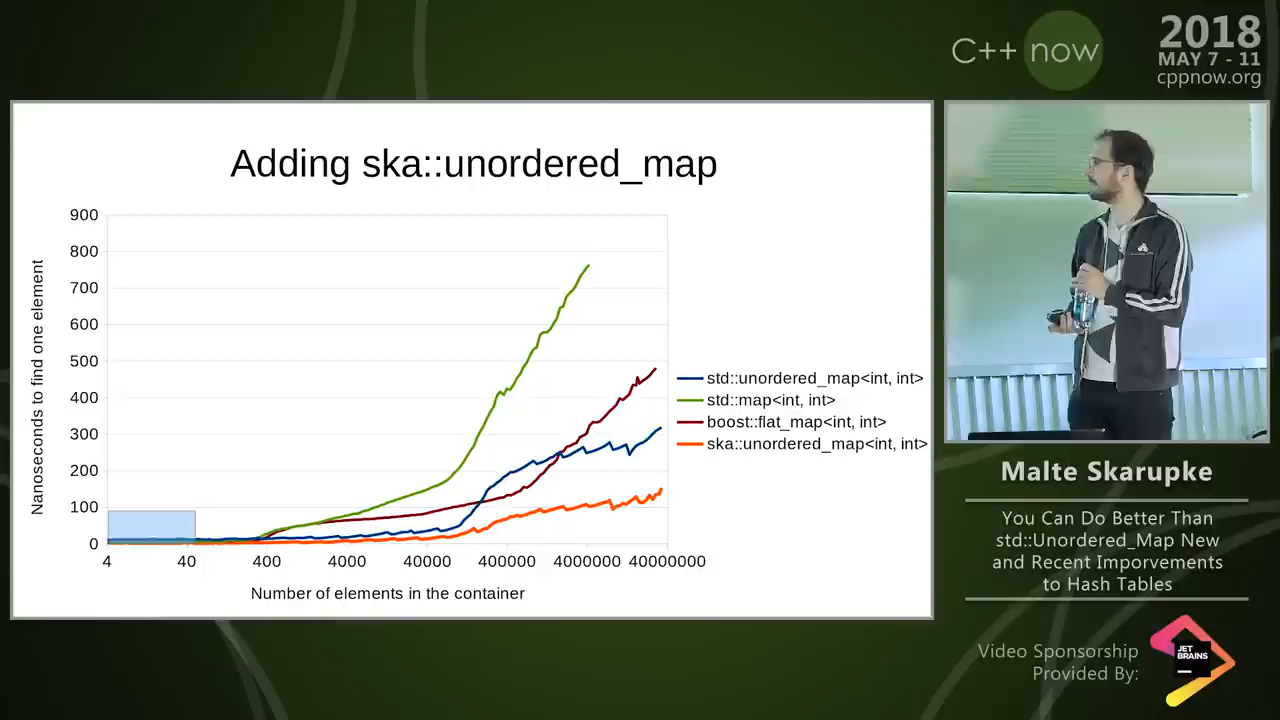 C++ now
2018
MAY 7 - 11
cppnow.org
Adding ska::unordered_map
Nanoseconds to find one element
900
800
700
600
500
400
300
200
100
0
4
40
400
4000
40000
400000
4000000
40000000
Number of elements in the container
std::unordered_map<int, int>
std::map<int, int>
boost::flat_map<int, int>
ska::unordered_map<int, int>
Malte Skarupke
You Can Do Better Than
std::Unordered_Map New
and Recent Imporvements
to Hash Tables
Video Sponsorship
Provided By:
JET
BRAINS